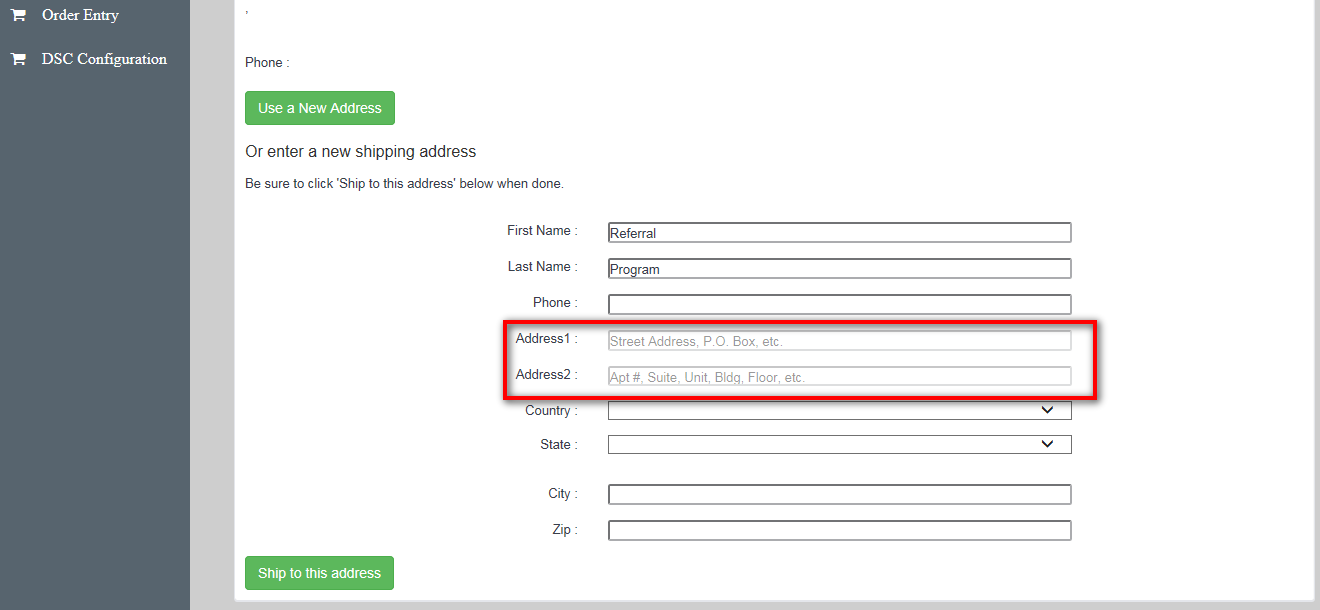 Order Entry
DSC Configuration
,
Phone :
Use a New Address
Or enter a new shipping address
Be sure to click 'Ship to this address' below when done.
First Name : Referral
Last Name : Program
Phone :
Address1 : Street Address, P.O. Box, etc.
Address2 : Apt #, Suite, Unit, Bldg, Floor, etc.
Country :
State :
City :
Zip :
Ship to this address